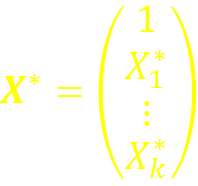 X* = ( 1
X₁*
⋮
Xₖ* )